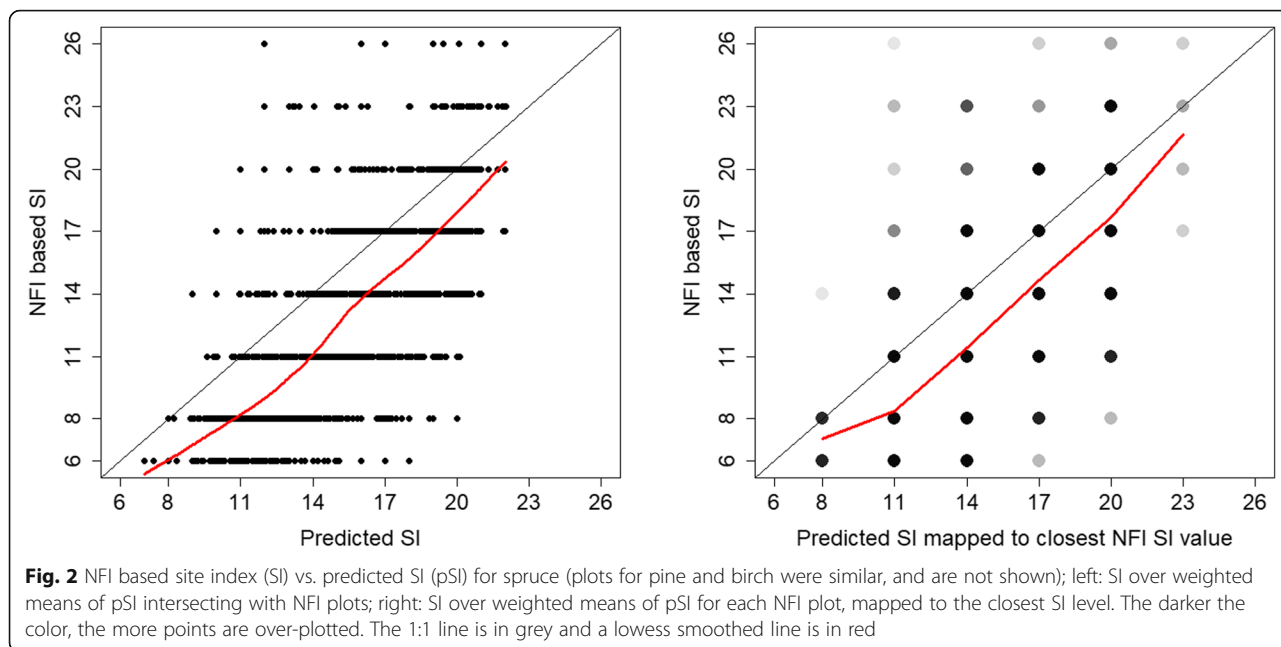 26
23
20
17
14
11
8
6
NFI based SI
6 8 11 14 17 20 23 26
Predicted SI
26
23
20
17
14
11
8
6
NFI based SI
6 8 11 14 17 20 23 26
Predicted SI mapped to closest NFI SI value
Fig. 2 NFI based site index (SI) vs. predicted SI (pSI) for spruce (plots for pine and birch were similar, and are not shown); left: SI over weighted
means of pSI intersecting with NFI plots; right: SI over weighted means of pSI for each NFI plot, mapped to the closest SI level. The darker the
color, the more points are over-plotted. The 1:1 line is in grey and a lowess smoothed line is in red